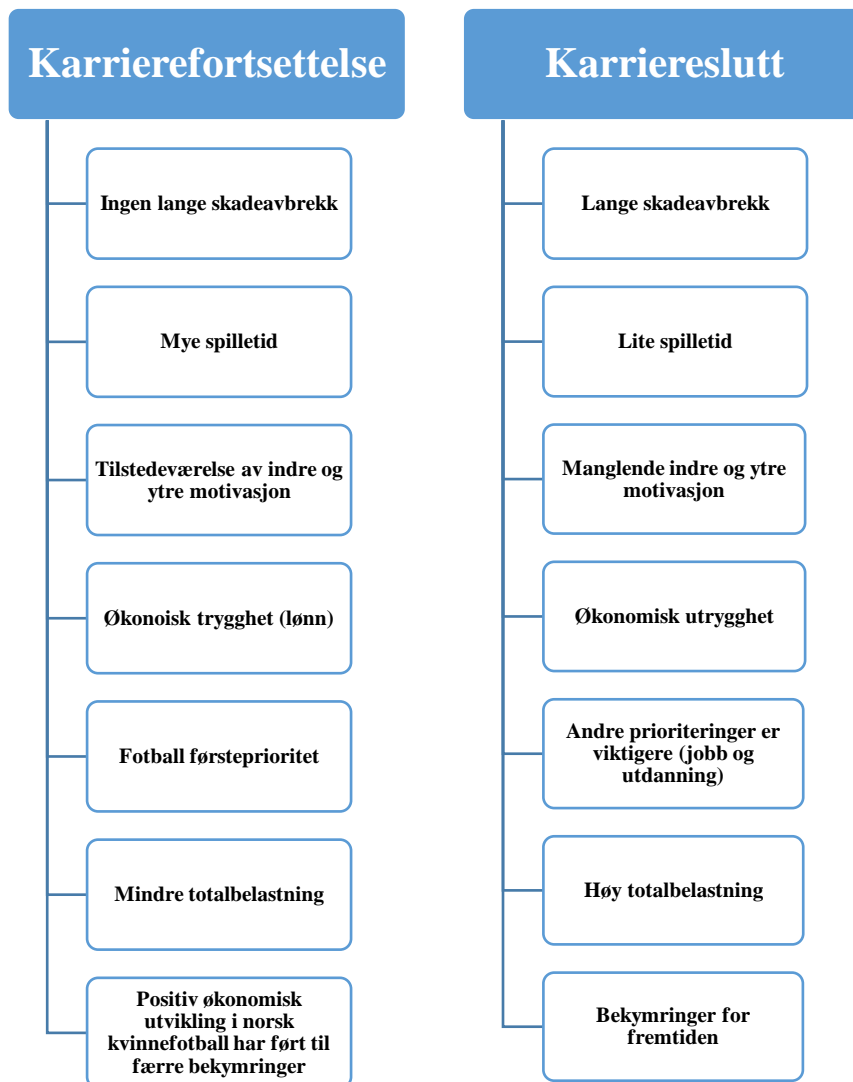 Karrierefortsettelse
Ingen lange skadeavbrekk
Mye spilletid
Tilstedeværelse av indre og
ytre motivasjon
Økonoisk trygghet (lønn)
Fotball førsteprioritet
Mindre totalbelastning
Positiv økonomisk
utvikling i norsk
kvinnefotball har ført til
færre bekymringer
Karriereslutt
Lange skadeavbrekk
Lite spilletid
Manglende indre og ytre
motivasjon
Økonomisk utrygghet
Andre prioriteringer er
viktigere (jobb og
utdanning)
Høy totalbelastning
Bekymringer for
fremtiden